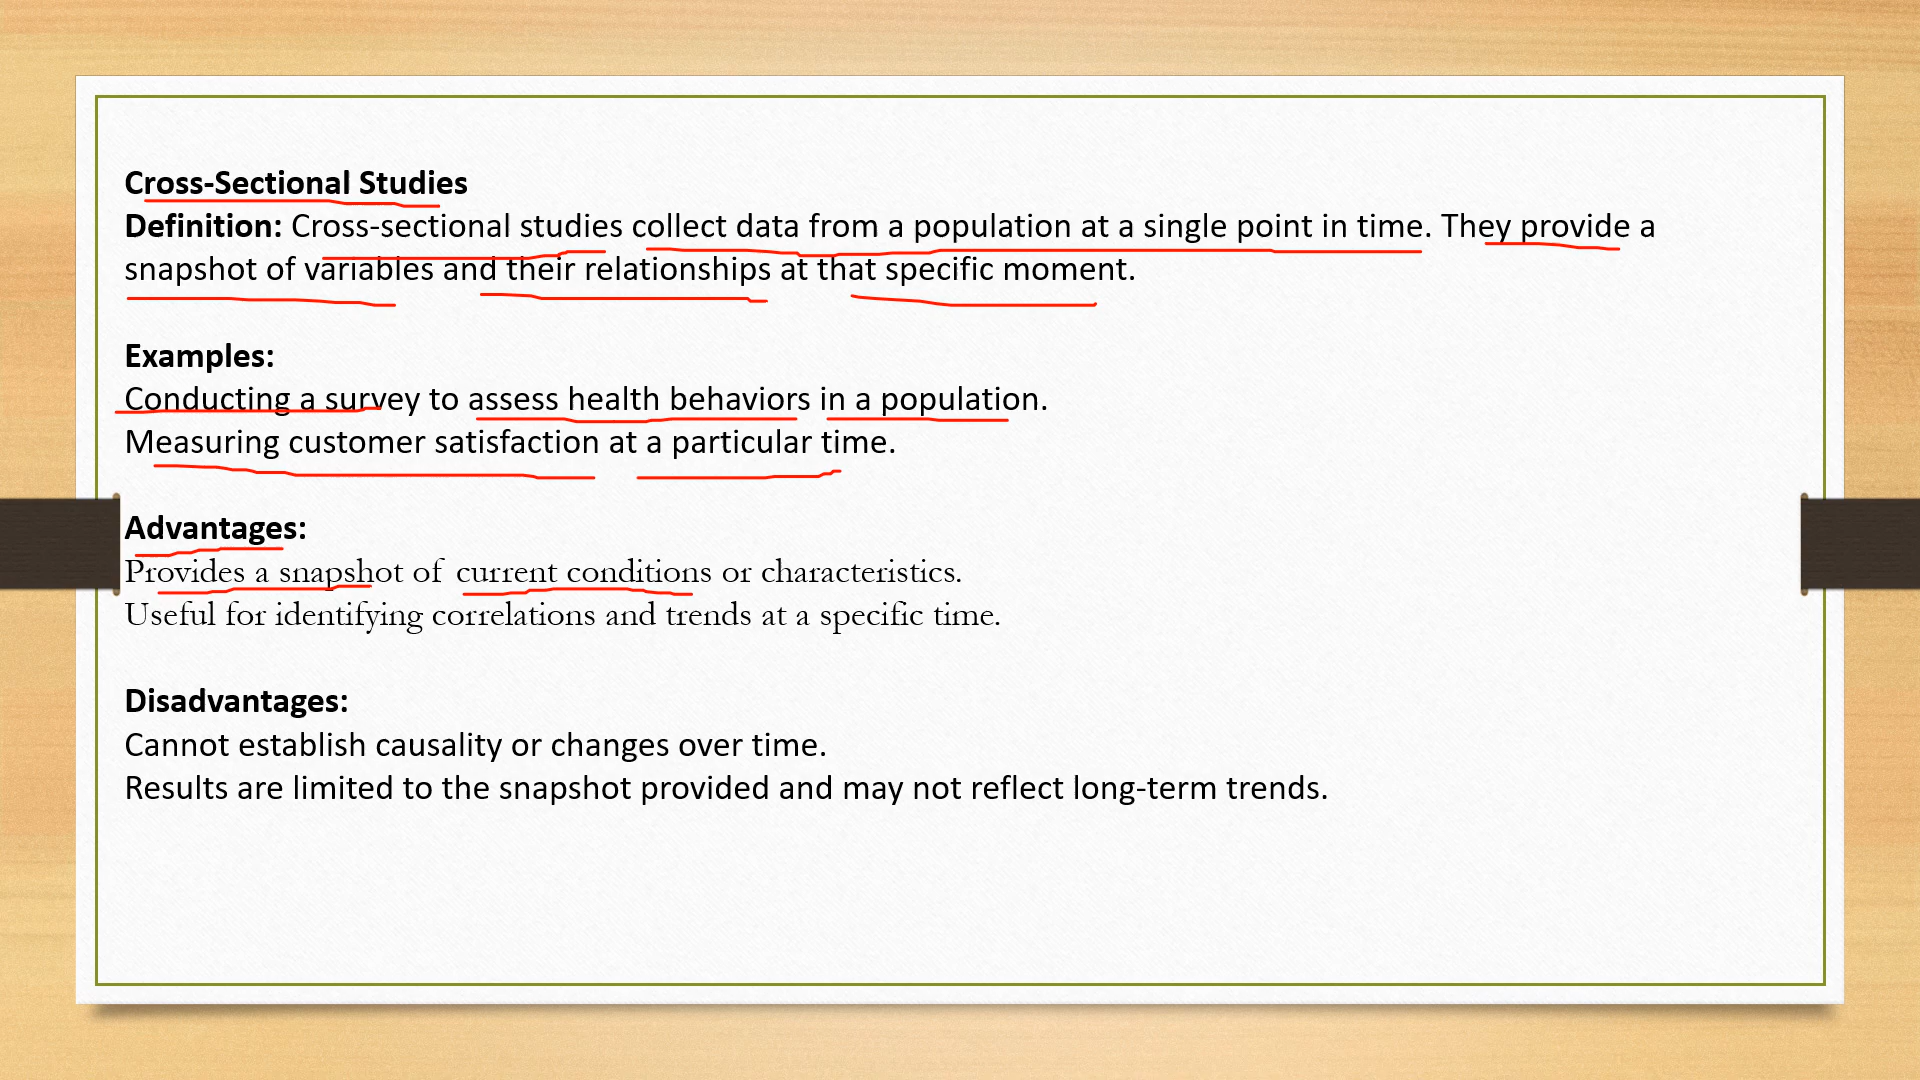 Cross-Sectional Studies
Definition: Cross-sectional studies collect data from a population at a single point in time. They provide a
snapshot of variables and their relationships at that specific moment.
Examples:
Conducting a survey to assess health behaviors in a population.
Measuring customer satisfaction at a particular time.
Advantages:
Provides a snapshot of current conditions or characteristics.
Useful for identifying correlations and trends at a specific time.
Disadvantages:
Cannot establish causality or changes over time.
Results are limited to the snapshot provided and may not reflect long-term trends.